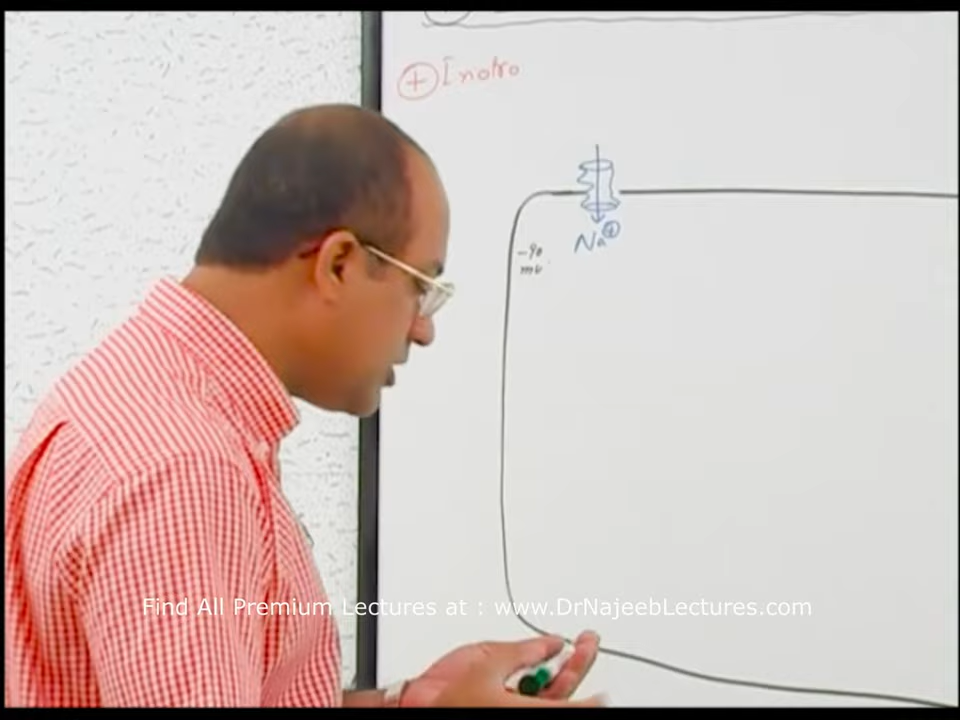 ⊕ Inotro
Na⊕
-90
mv
Find All Premium Lectures at : www.DrNajeebLectures.com